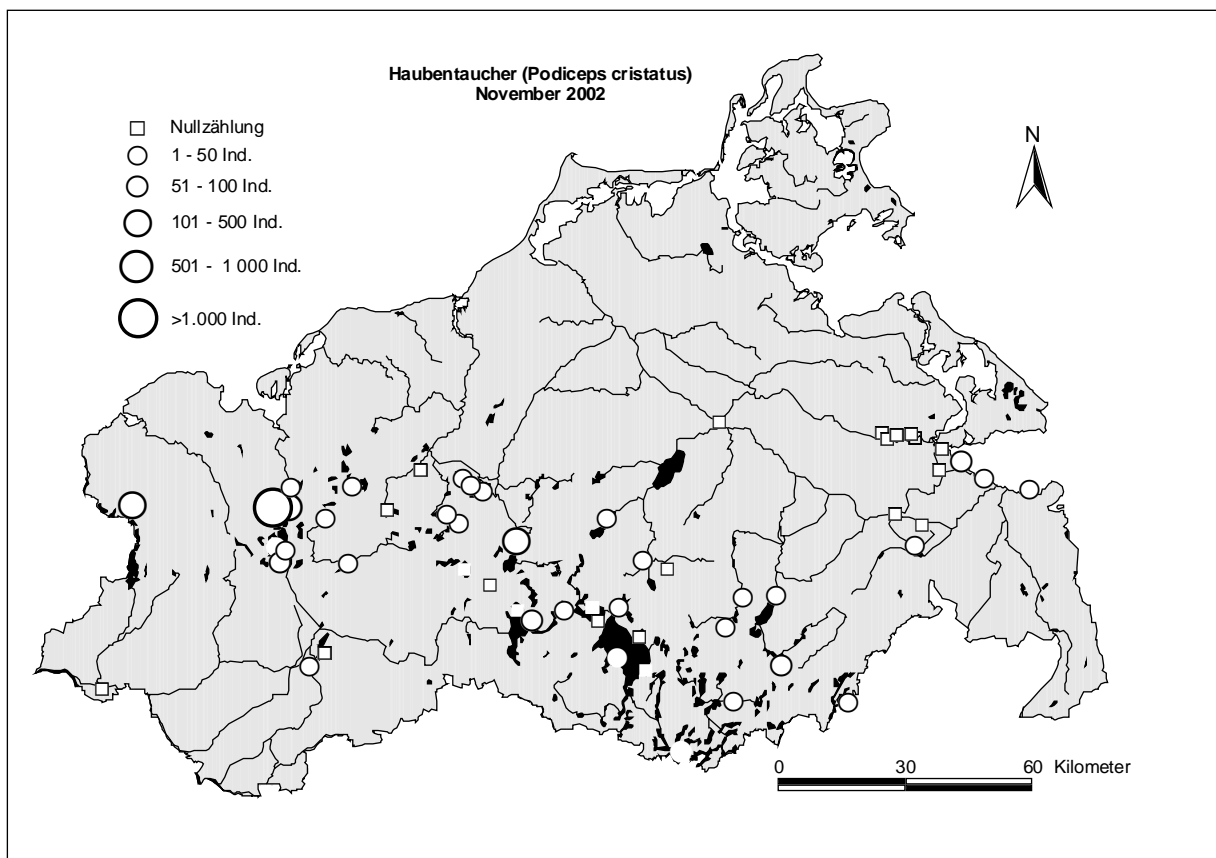 Haubentaucher (Podiceps cristatus)
November 2002
Nullzählung
1 - 50 Ind.
51 - 100 Ind.
101 - 500 Ind.
501 - 1 000 Ind.
>1.000 Ind.
N
0 30 60 Kilometer